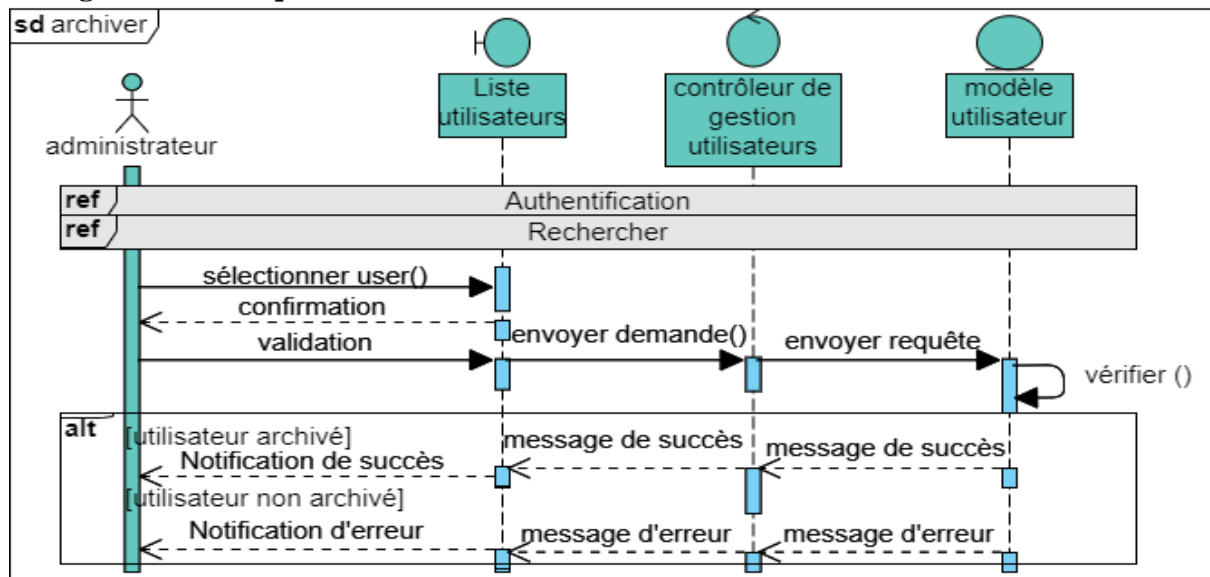 sd archiver
administrateur
Liste
utilisateurs
contrôleur de
gestion
utilisateurs
modèle
utilisateur
ref
Authentification
ref
Rechercher
sélectionner user()
confirmation
validation
envoyer demande()
envoyer requête
vérifier ()
alt
[utilisateur archivé]
Notification de succès
message de succès
message de succès
[utilisateur non archivé]
Notification d'erreur
message d'erreur
message d'erreur